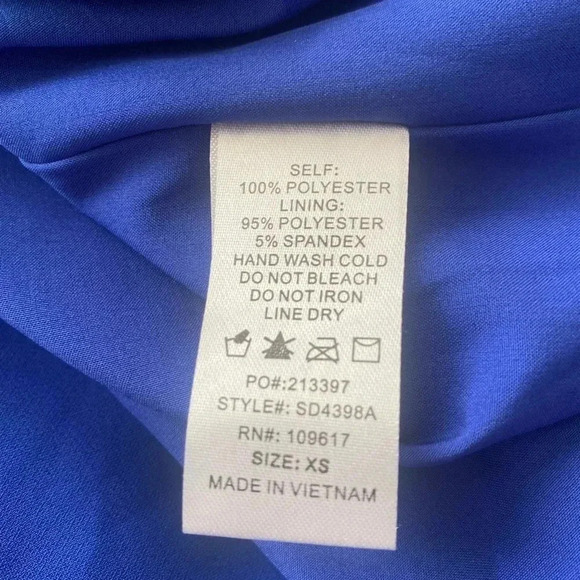 SELF:
100% POLYESTER
LINING:
95% POLYESTER
5% SPANDEX
HAND WASH COLD
DO NOT BLEACH
DO NOT IRON
LINE DRY
PO#:213397
STYLE#: SD4398A
RN#: 109617
SIZE: XS
MADE IN VIETNAM